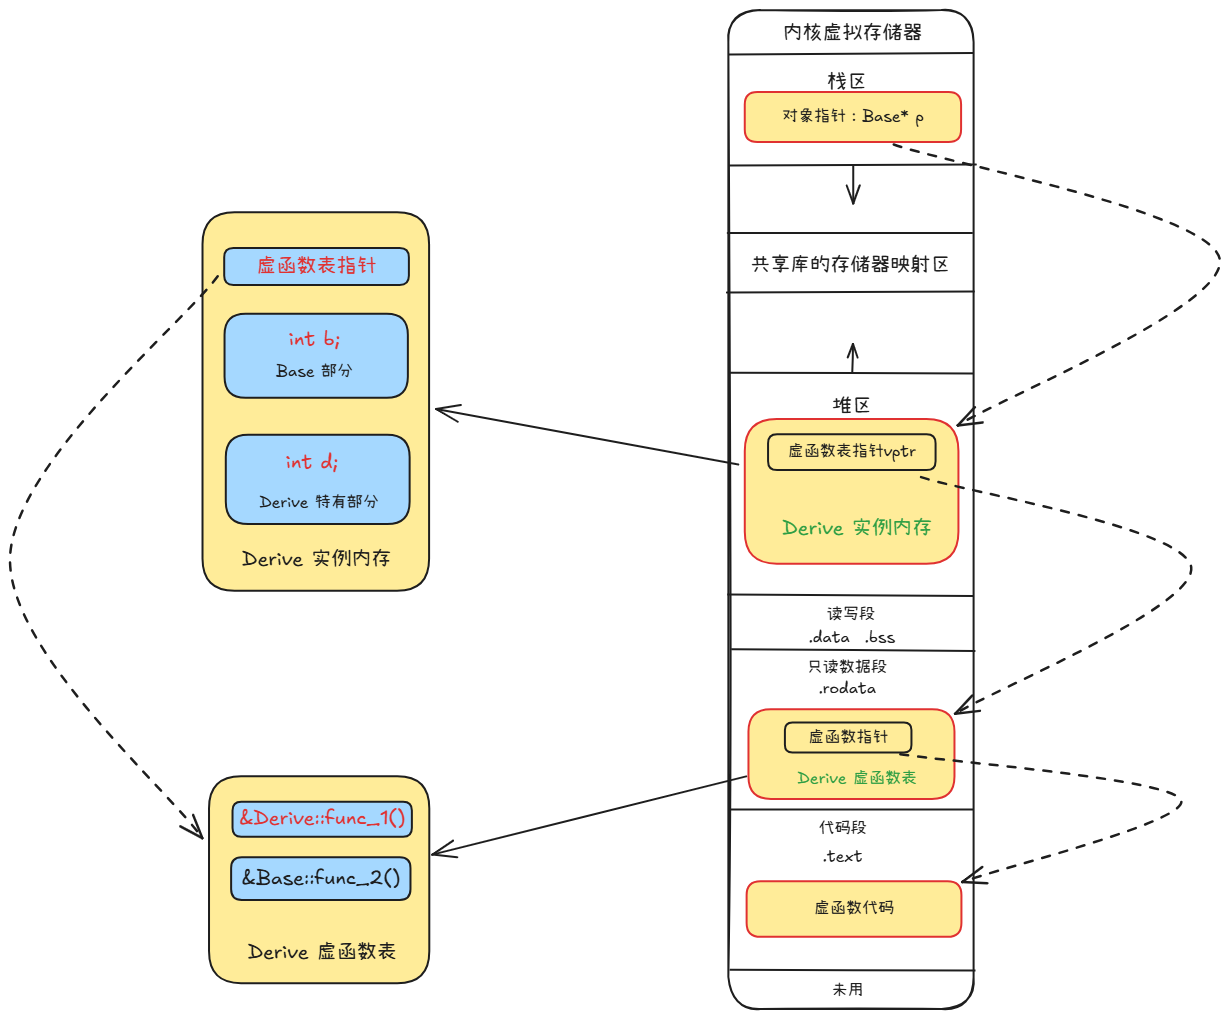 内核虚拟存储器
栈区
对象指针：Base* p
共享库的存储器映射区
堆区
虚函数表指针vptr
Derive 实例内存
读写段
.data .bss
只读数据段
.rodata
虚函数指针
Derive 虚函数表
代码段
.text
虚函数代码
未用
虚函数表指针
int b;
Base 部分
int d;
Derive 特有部分
Derive 实例内存
&Derive::func_1()
&Base::func_2()
Derive 虚函数表